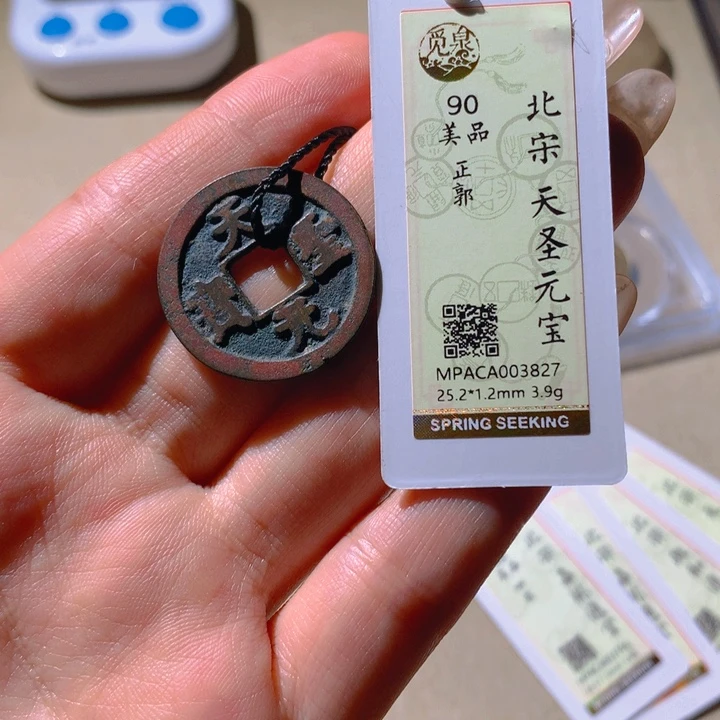 觅泉
90
美品
正郭
北宋 天圣元宝
MPACA003827
25.2*1.2mm 3.9g
SPRING SEEKING
天聖元寶